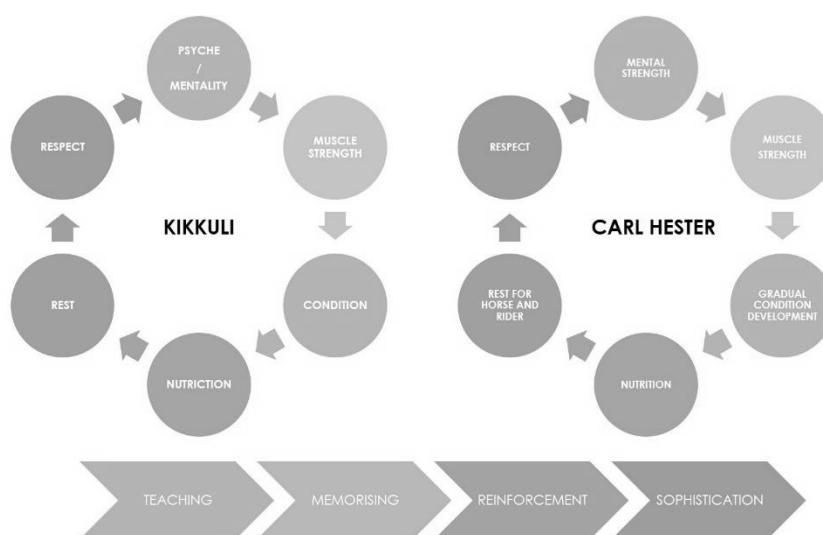 PSYCHE
/
MENTALITY
MUSCLE
STRENGTH
CONDITION
NUTRICTION
REST
RESPECT
KIKKULI
MENTAL
STRENGTH
MUSCLE
STRENGTH
GRADUAL
CONDITION
DEVELOPMENT
NUTRITION
REST FOR
HORSE AND
RIDER
RESPECT
CARL HESTER
TEACHING
MEMORISING
REINFORCEMENT
SOPHISTICATION